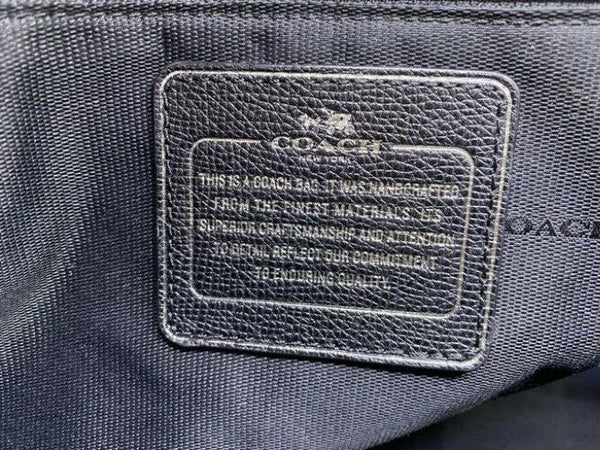 COACH
NEW YORK
THIS IS A COACH BAG. IT WAS HANDCRAFTED
FROM THE FINEST MATERIALS. ITS
SUPERIOR CRAFTSMANSHIP AND ATTENTION
TO DETAIL REFLECT OUR COMMITMENT
TO ENDURING QUALITY.
COACH